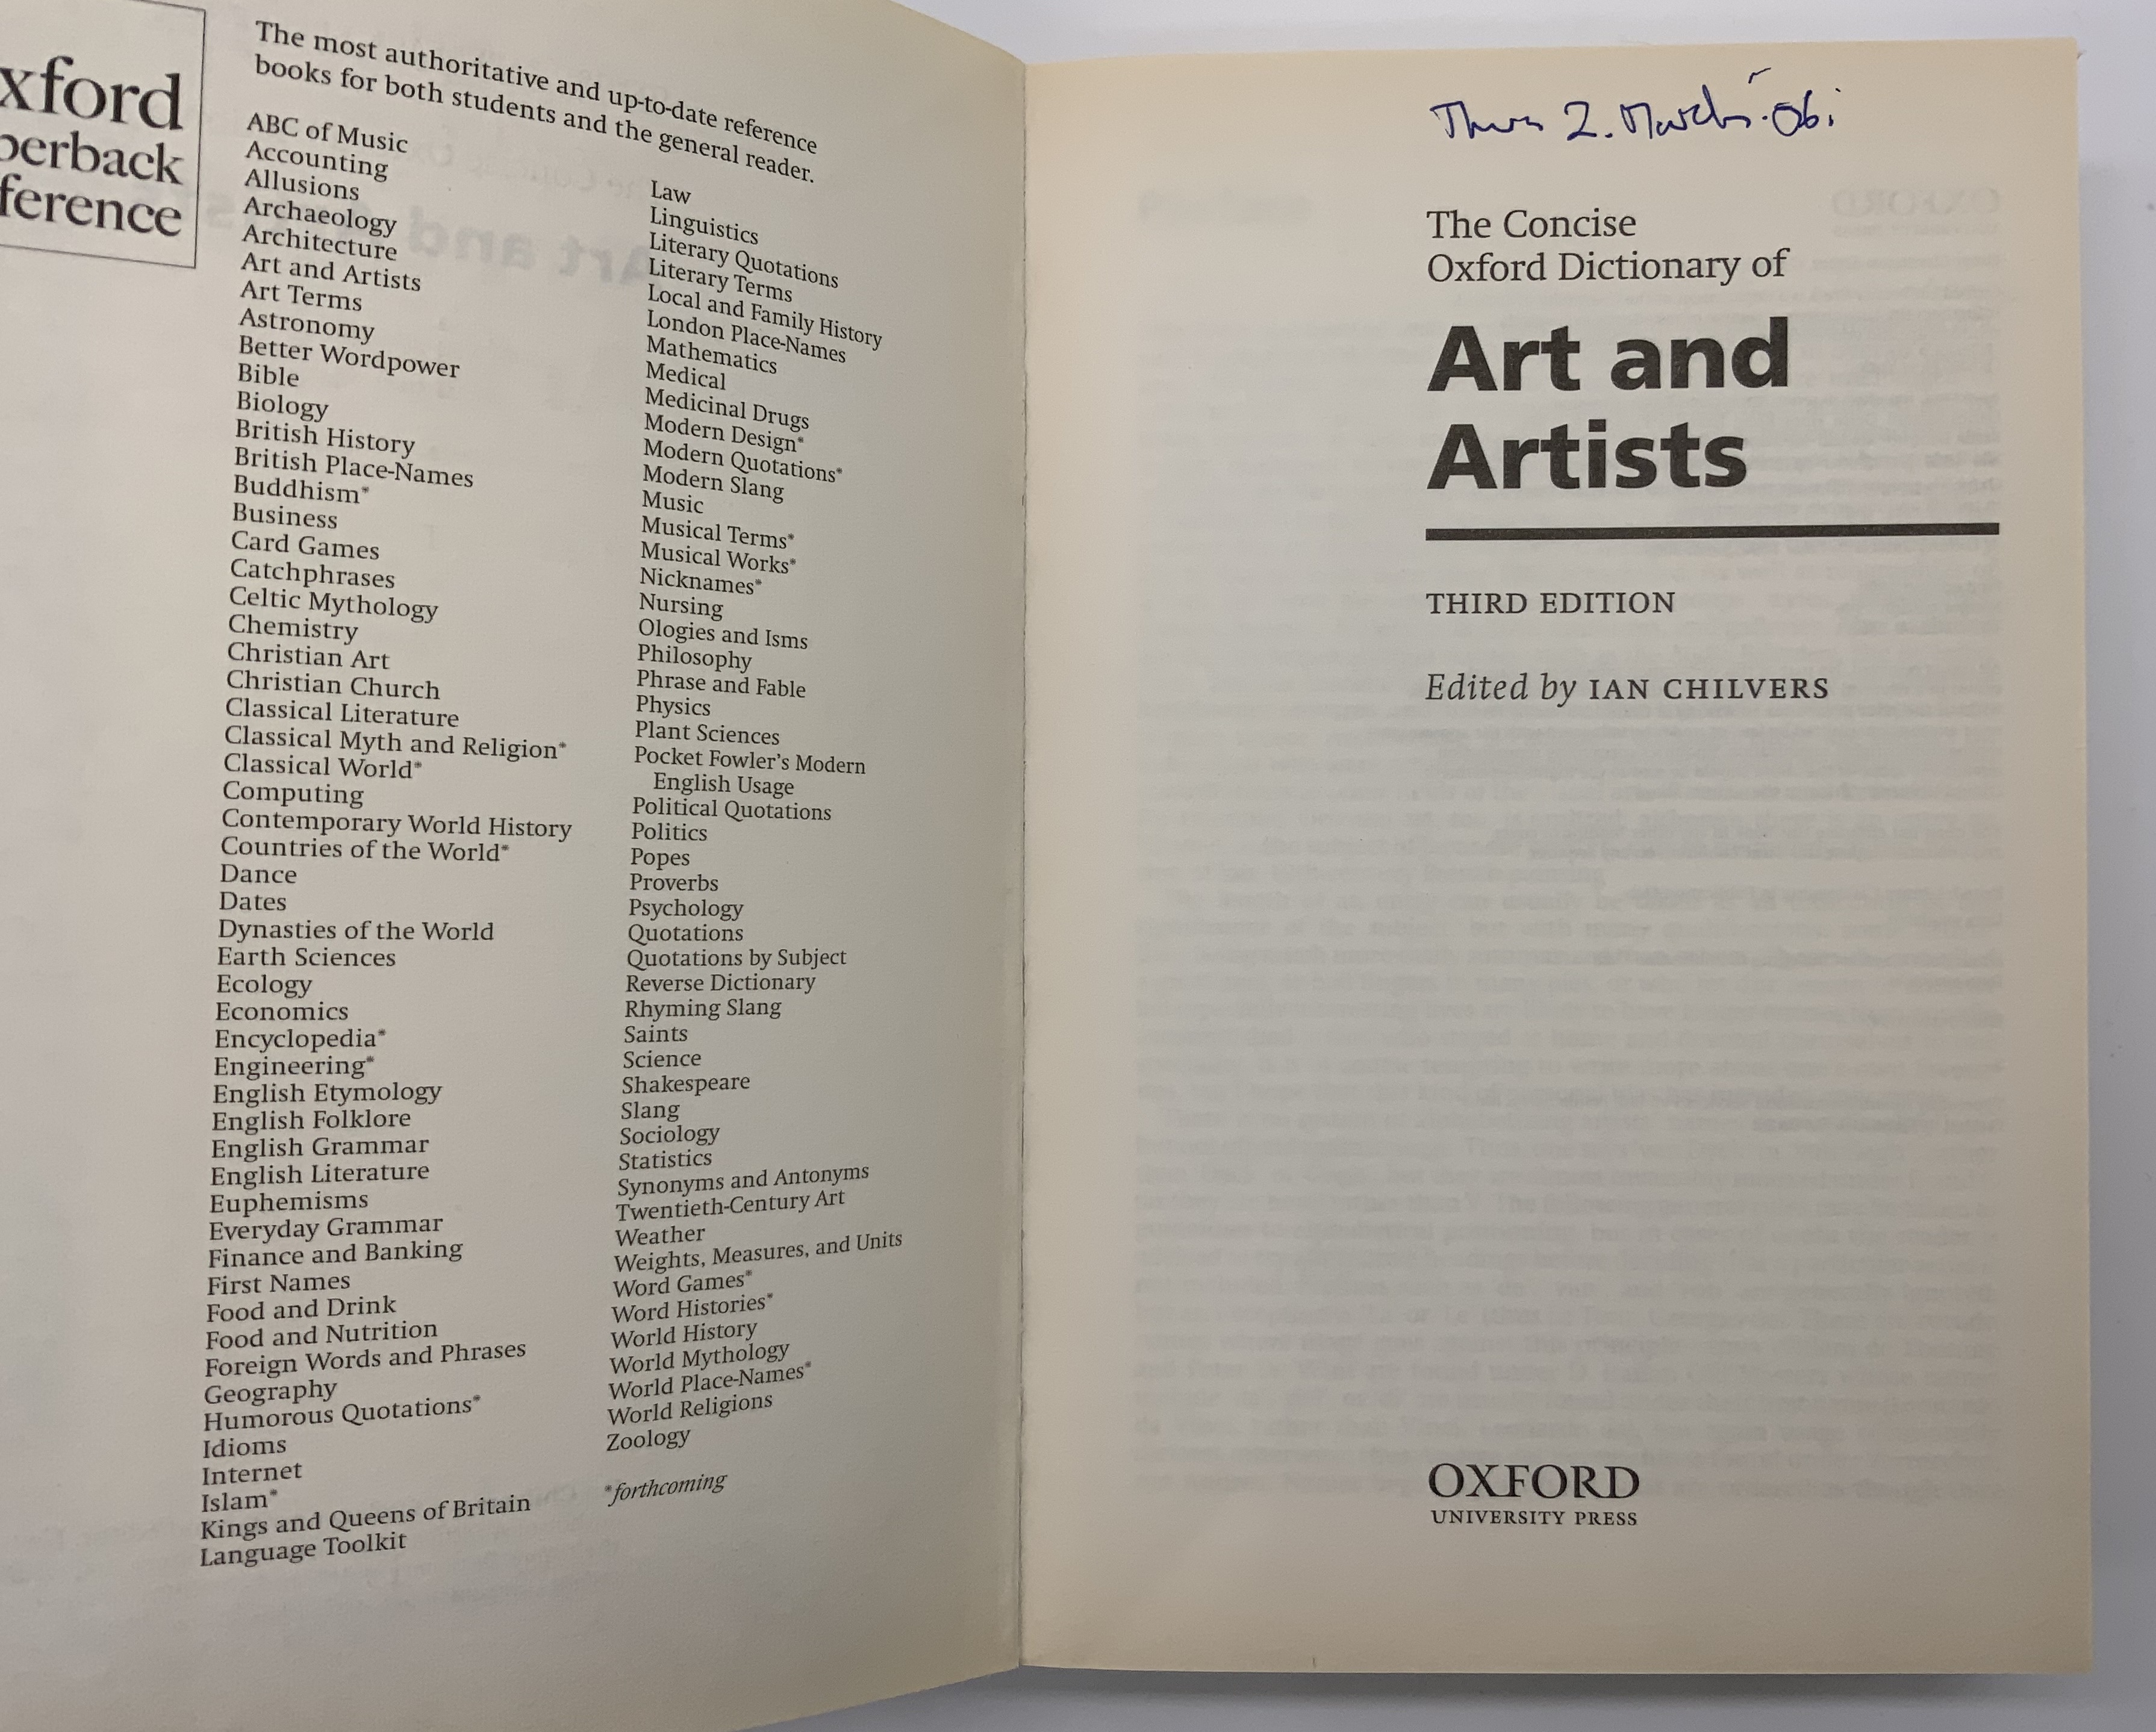 xford
perback
ference
The most authoritative and up-to-date reference
books for both students and the general reader.
ABC of Music
Accounting
Allusions
Archaeology
Architecture
Art and Artists
Art Terms
Astronomy
Better Wordpower
Bible
Biology
British History
British Place-Names
Buddhism*
Business
Card Games
Catchphrases
Celtic Mythology
Chemistry
Christian Art
Christian Church
Classical Literature
Classical Myth and Religion*
Classical World*
Computing
Contemporary World History
Countries of the World*
Dance
Dates
Dynasties of the World
Earth Sciences
Ecology
Economics
Encyclopedia*
Engineering*
English Etymology
English Folklore
English Grammar
English Literature
Euphemisms
Everyday Grammar
Finance and Banking
First Names
Food and Drink
Food and Nutrition
Foreign Words and Phrases
Geography
Humorous Quotations*
Idioms
Internet
Islam*
Kings and Queens of Britain
Language Toolkit
Law
Linguistics
Literary Quotations
Literary Terms
Local and Family History
London Place-Names
Mathematics
Medical
Medicinal Drugs
Modern Design*
Modern Quotations*
Modern Slang
Music
Musical Terms*
Musical Works*
Nicknames*
Nursing
Ologies and Isms
Philosophy
Phrase and Fable
Physics
Plant Sciences
Pocket Fowler's Modern
English Usage
Political Quotations
Politics
Popes
Proverbs
Psychology
Quotations
Quotations by Subject
Reverse Dictionary
Rhyming Slang
Saints
Science
Shakespeare
Slang
Sociology
Statistics
Synonyms and Antonyms
Twentieth-Century Art
Weather
Weights, Measures, and Units
Word Games*
Word Histories*
World History
World Mythology
World Place-Names*
World Religions
Zoology
*forthcoming
Thurs 2. March. 06.
The Concise
Oxford Dictionary of
Art and
Artists
THIRD EDITION
Edited by IAN CHILVERS
OXFORD
UNIVERSITY PRESS